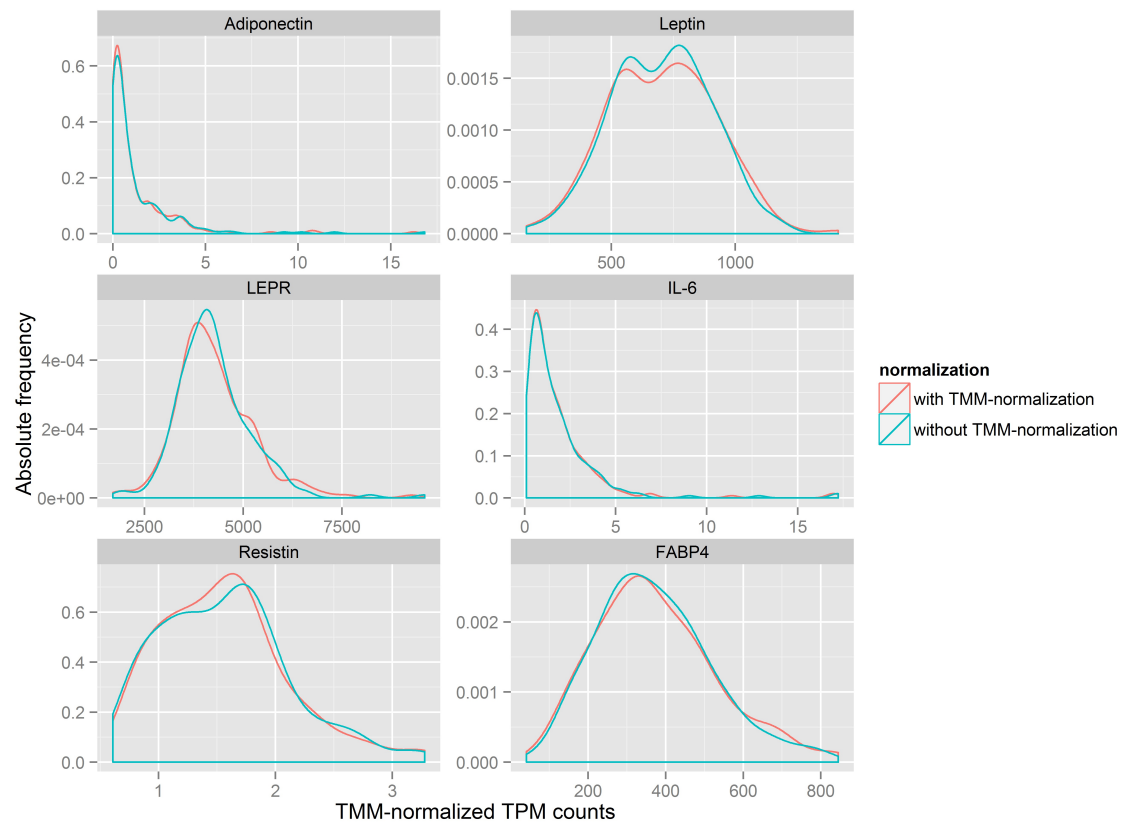 Adiponectin
Leptin
0.6
0.4
0.2
0.0
0.0015
0.0010
0.0005
0.0000
0 5 10 15
500 1000
LEPR
IL-6
4e-04
2e-04
0e+00
0.4
0.3
0.2
0.1
0.0
2500 5000 7500
0 5 10 15
Resistin
FABP4
0.6
0.4
0.2
0.0
0.002
0.001
0.000
1 2 3
200 400 600 800
Absolute frequency
TMM-normalized TPM counts
normalization
with TMM-normalization
without TMM-normalization